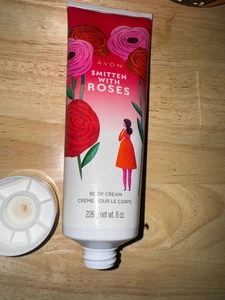 AVON
SMITTEN
WITH
ROSES
BODY CREAM
CRÈME POUR LE CORPS
226 g net wt. 8 oz.